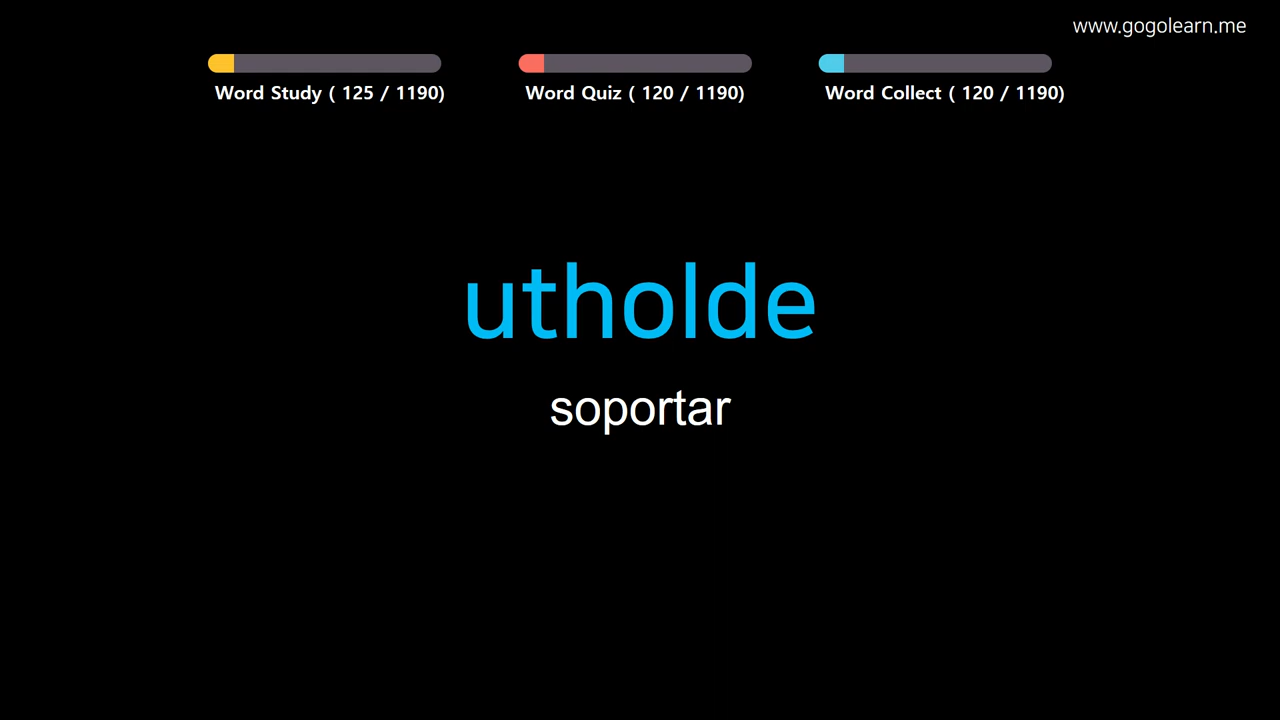 www.gogolearn.me
Word Study ( 125 / 1190)
Word Quiz ( 120 / 1190)
Word Collect ( 120 / 1190)
utholde
soportar